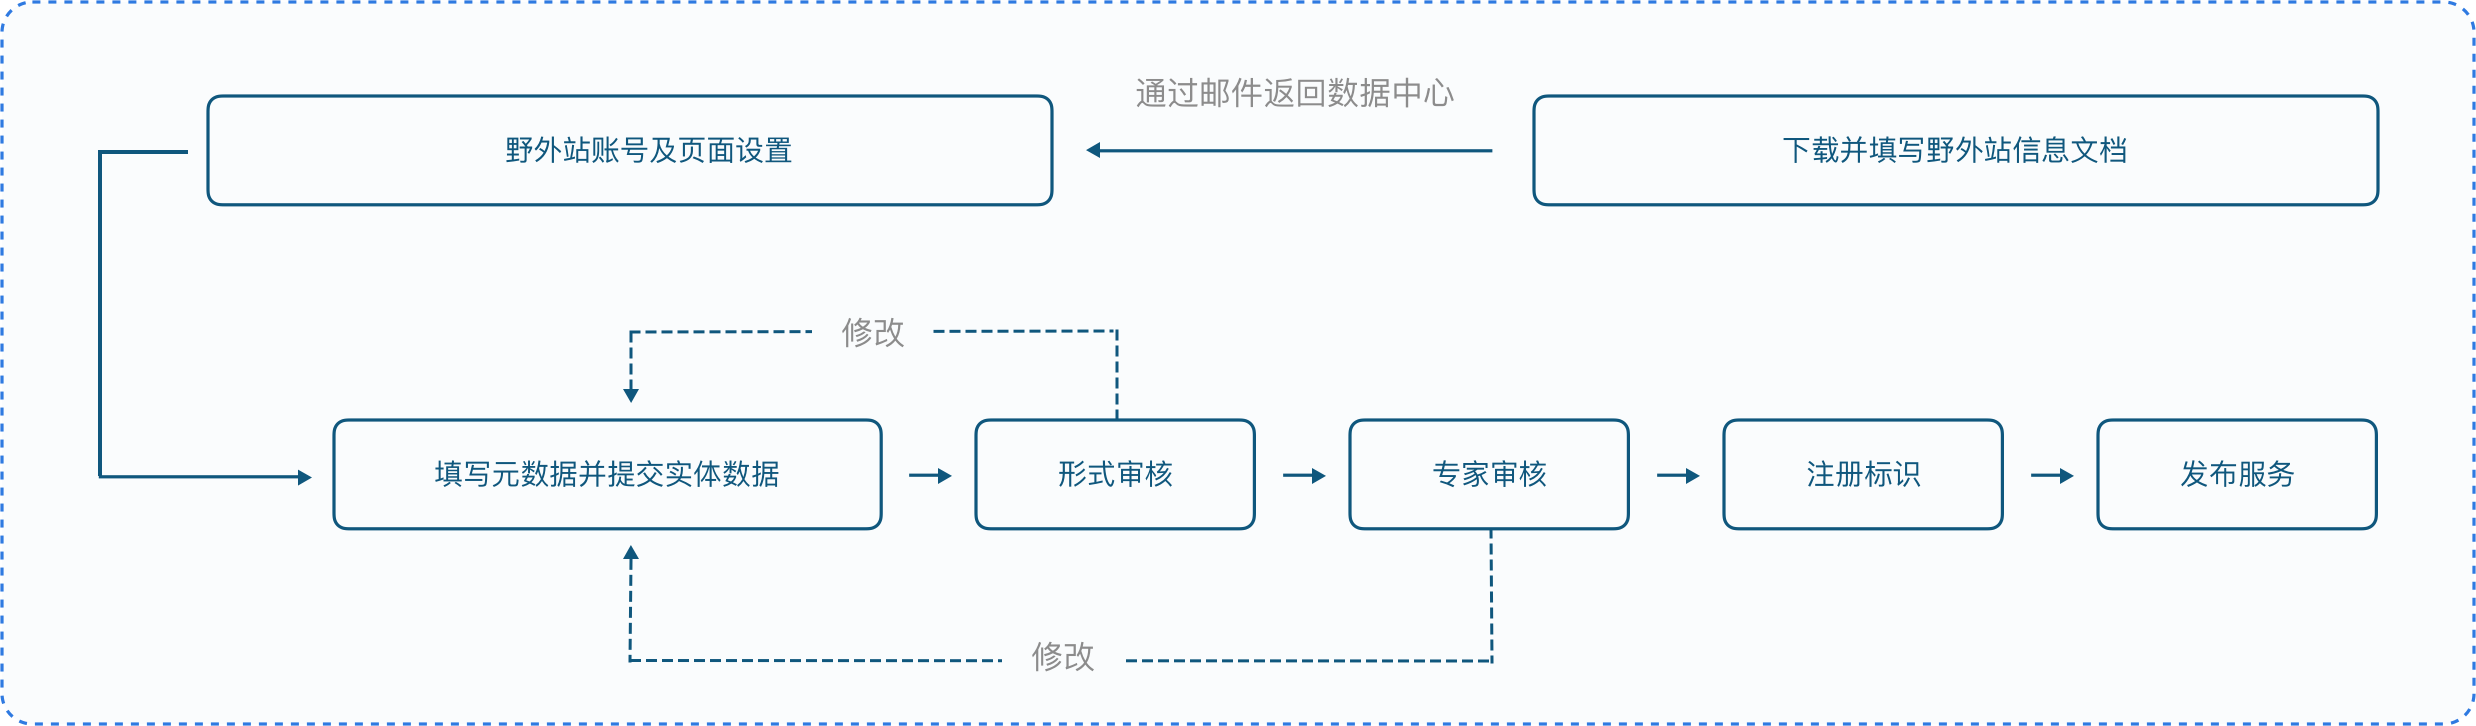 通过邮件返回数据中心
野外站账号及页面设置
下载并填写野外站信息文档
修改
填写元数据并提交实体数据
形式审核
专家审核
注册标识
发布服务
修改